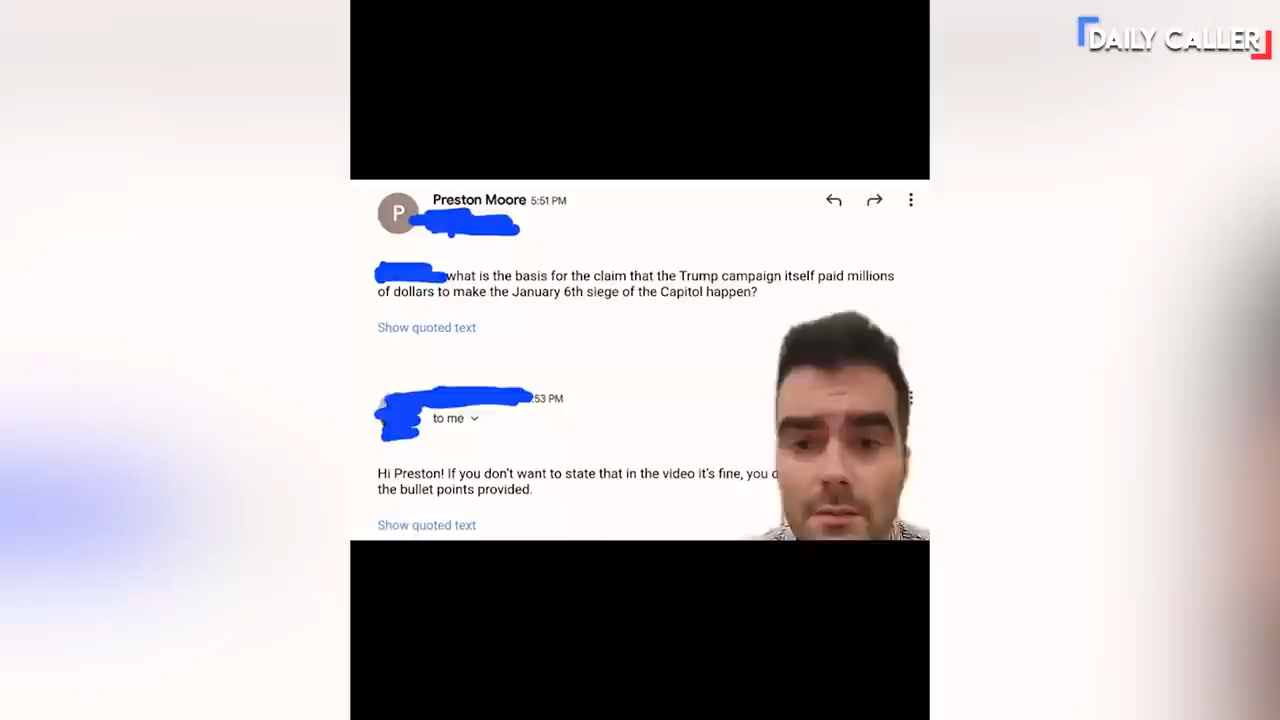 DAILY CALLER
P
Preston Moore 5:51 PM
what is the basis for the claim that the Trump campaign itself paid millions
of dollars to make the January 6th siege of the Capitol happen?
Show quoted text
:53 PM
to me
Hi Preston! If you don't want to state that in the video it's fine, you
the bullet points provided.
Show quoted text